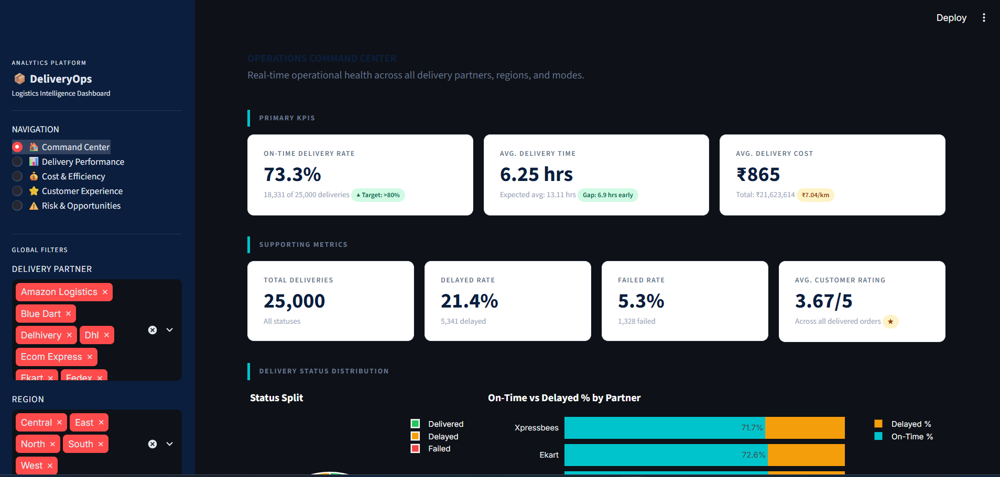 Deploy
ANALYTICS PLATFORM
DeliveryOps
Logistics Intelligence Dashboard
NAVIGATION
Command Center
Delivery Performance
Cost & Efficiency
Customer Experience
Risk & Opportunities
GLOBAL FILTERS
DELIVERY PARTNER
Amazon Logistics ×
Blue Dart ×
Delhivery × Dhl ×
Ecom Express ×
Ekart × Fedex ×
REGION
Central × East ×
North × South ×
West ×
OPERATIONS COMMAND CENTER
Real-time operational health across all delivery partners, regions, and modes.
PRIMARY KPIS
ON-TIME DELIVERY RATE
73.3%
18,331 of 25,000 deliveries ▲ Target: >80%
AVG. DELIVERY TIME
6.25 hrs
Expected avg: 13.11 hrs Gap: 6.9 hrs early
AVG. DELIVERY COST
₹865
Total: ₹21,623,614 ₹7.04/km
SUPPORTING METRICS
TOTAL DELIVERIES
25,000
All statuses
DELAYED RATE
21.4%
5,341 delayed
FAILED RATE
5.3%
1,328 failed
AVG. CUSTOMER RATING
3.67/5
Across all delivered orders ★
DELIVERY STATUS DISTRIBUTION
Status Split
Delivered
Delayed
Failed
On-Time vs Delayed % by Partner
Xpressbees 71.7%
Ekart 72.6%
Delayed %
On-Time %